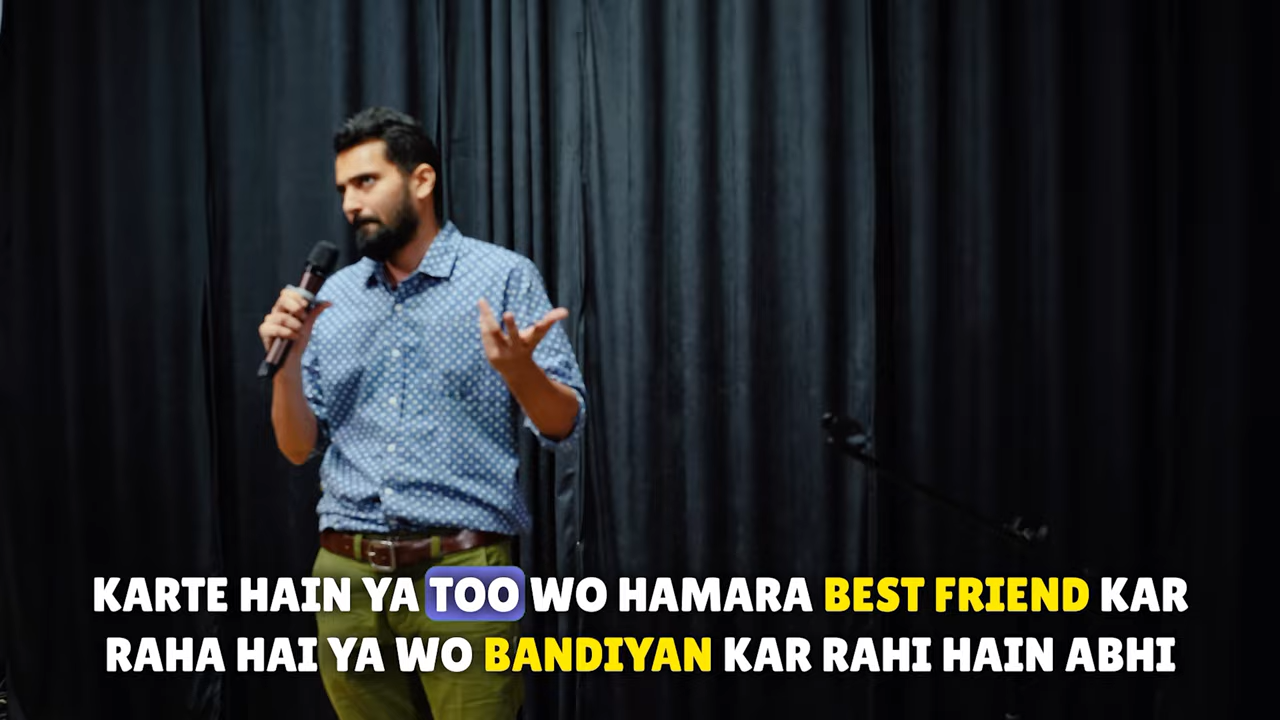 KARTE HAIN YA TOO WO HAMARA BEST FRIEND KAR
RAHA HAI YA WO BANDIYAN KAR RAHI HAIN ABHI